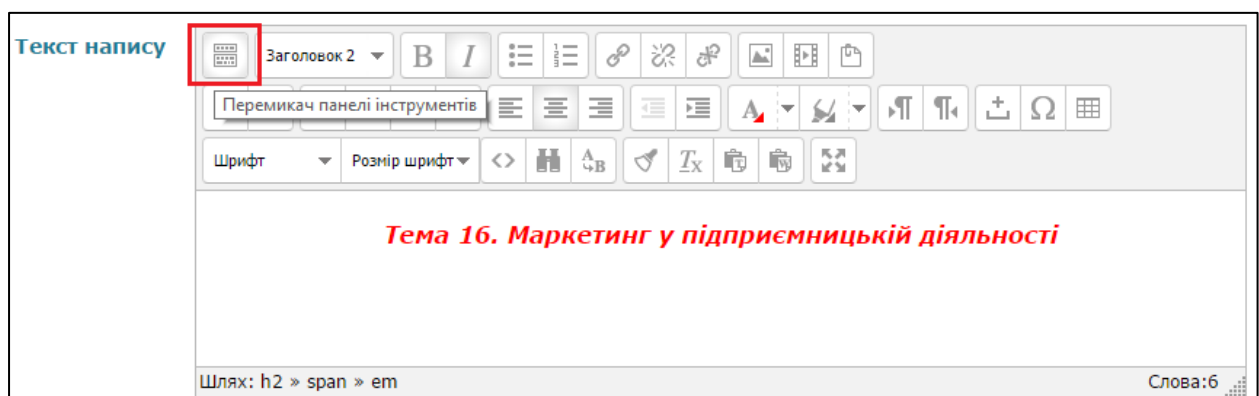 Текст напису
Заголовок 2 B I
Перемикач панелі інструментів
Шрифт Розмір шрифт
Тема 16. Маркетинг у підприємницькій діяльності
Шлях: h2 » span » em Слова:6